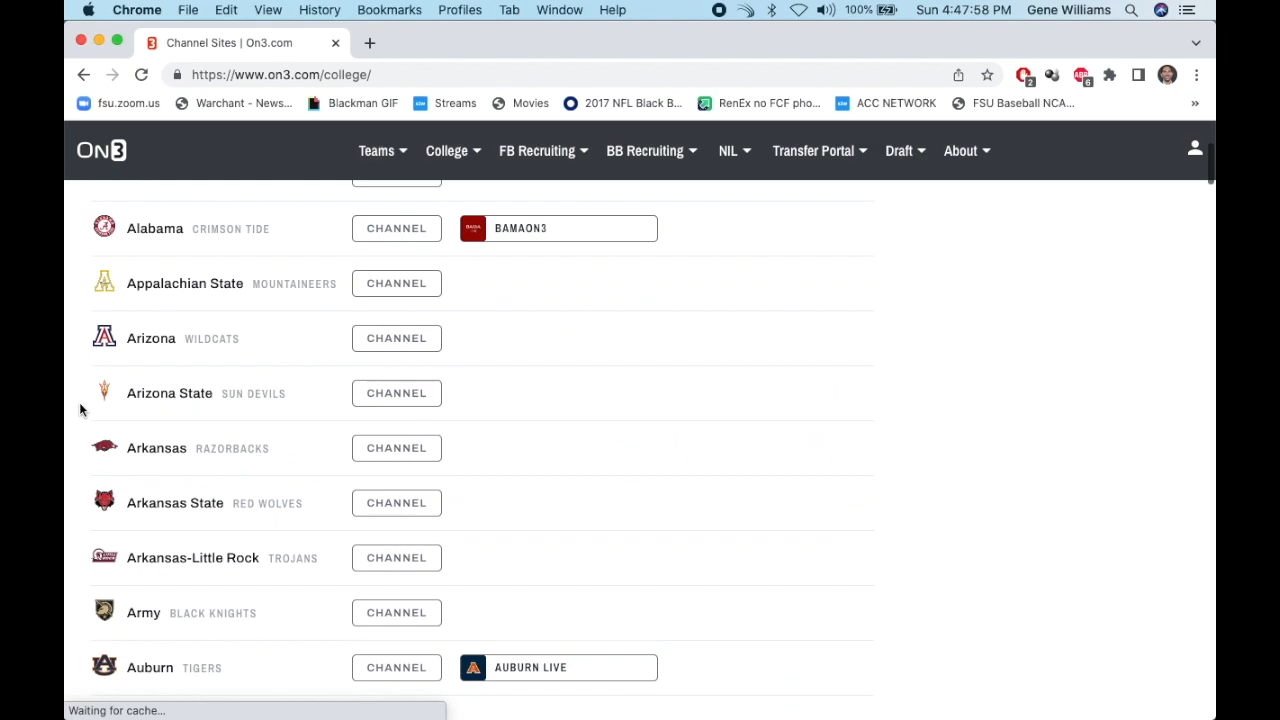 Chrome File Edit View History Bookmarks Profiles Tab Window Help 100% Sun 4:47:58 PM Gene Williams
3 Channel Sites | On3.com
https://www.on3.com/college/ 2 ABP 6
fsu.zoom.us Warchant - News... Blackman GIF Streams Movies 2017 NFL Black B... RenEx no FCF pho... ACC NETWORK FSU Baseball NCA... »
ON3 Teams College FB Recruiting BB Recruiting NIL Transfer Portal Draft About
Alabama CRIMSON TIDE CHANNEL BAMAON3
Appalachian State MOUNTAINEERS CHANNEL
Arizona WILDCATS CHANNEL
Arizona State SUN DEVILS CHANNEL
Arkansas RAZORBACKS CHANNEL
Arkansas State RED WOLVES CHANNEL
Arkansas-Little Rock TROJANS CHANNEL
Army BLACK KNIGHTS CHANNEL
Auburn TIGERS CHANNEL AUBURN LIVE
Waiting for cache...